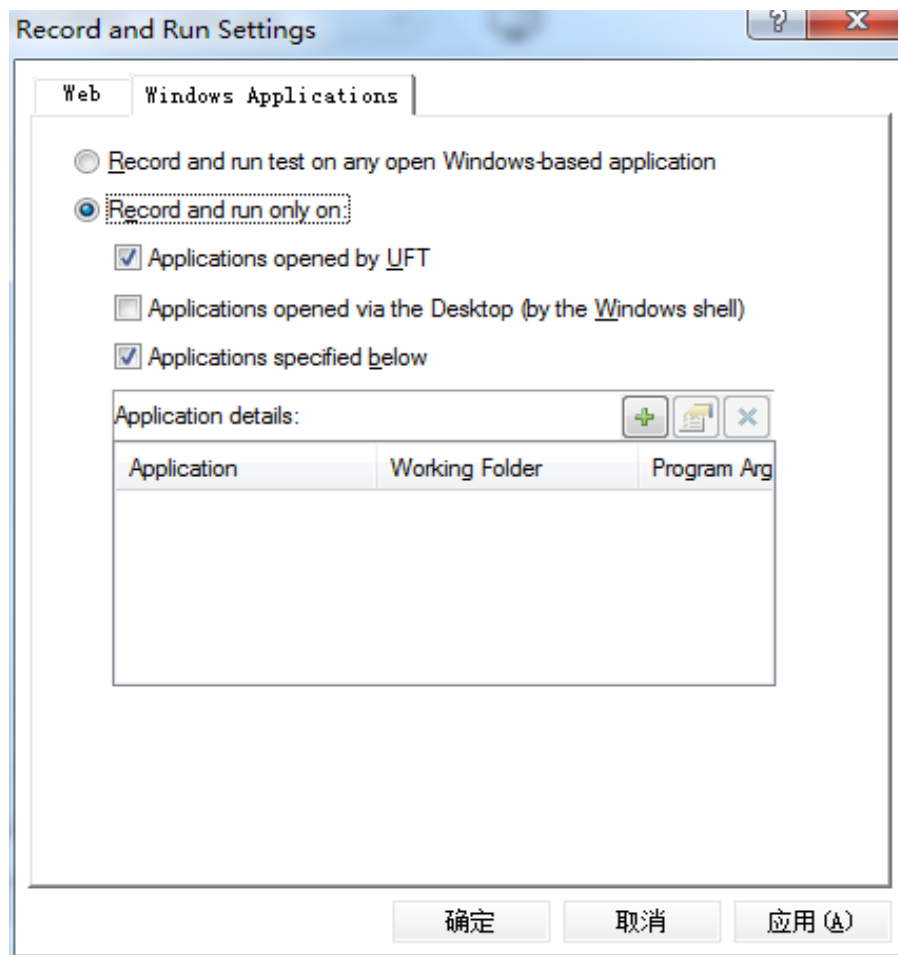 Record and Run Settings
Web Windows Applications
Record and run test on any open Windows-based application
Record and run only on:
Applications opened by UFT
Applications opened via the Desktop (by the Windows shell)
Applications specified below
Application details:
Application Working Folder Program Arg
确定 取消 应用(A)